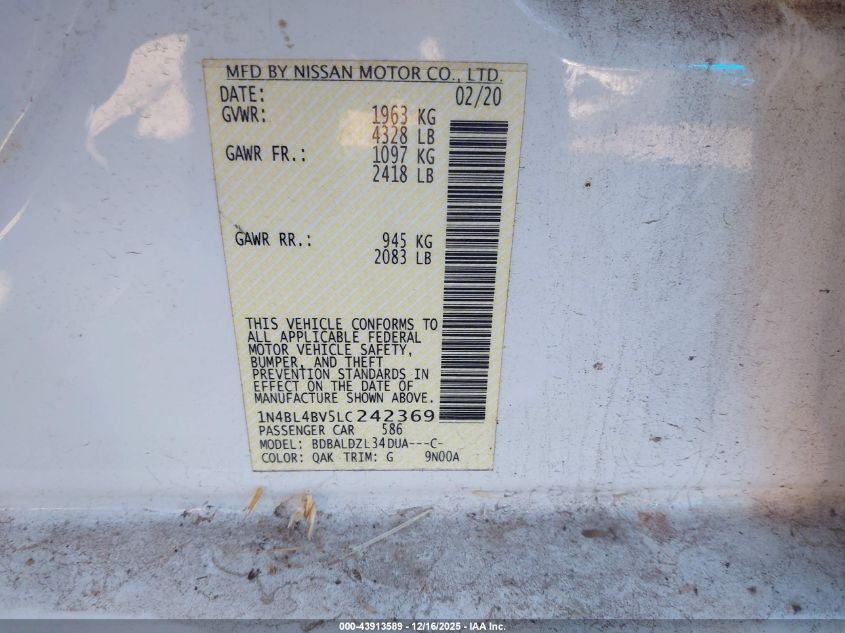 MFD BY NISSAN MOTOR CO., LTD.
DATE: 02/20
GVWR: 1963 KG
4328 LB
GAWR FR.: 1097 KG
2418 LB
GAWR RR.: 945 KG
2083 LB
THIS VEHICLE CONFORMS TO
ALL APPLICABLE FEDERAL
MOTOR VEHICLE SAFETY,
BUMPER, AND THEFT
PREVENTION STANDARDS IN
EFFECT ON THE DATE OF
MANUFACTURE SHOWN ABOVE.
1N4BL4BV5LC242369
PASSENGER CAR 586
MODEL: BDBALDZL34DUA---C-
COLOR: QAK TRIM: G 9N00A
000-43913589 - 12/16/2025 - IAA Inc.